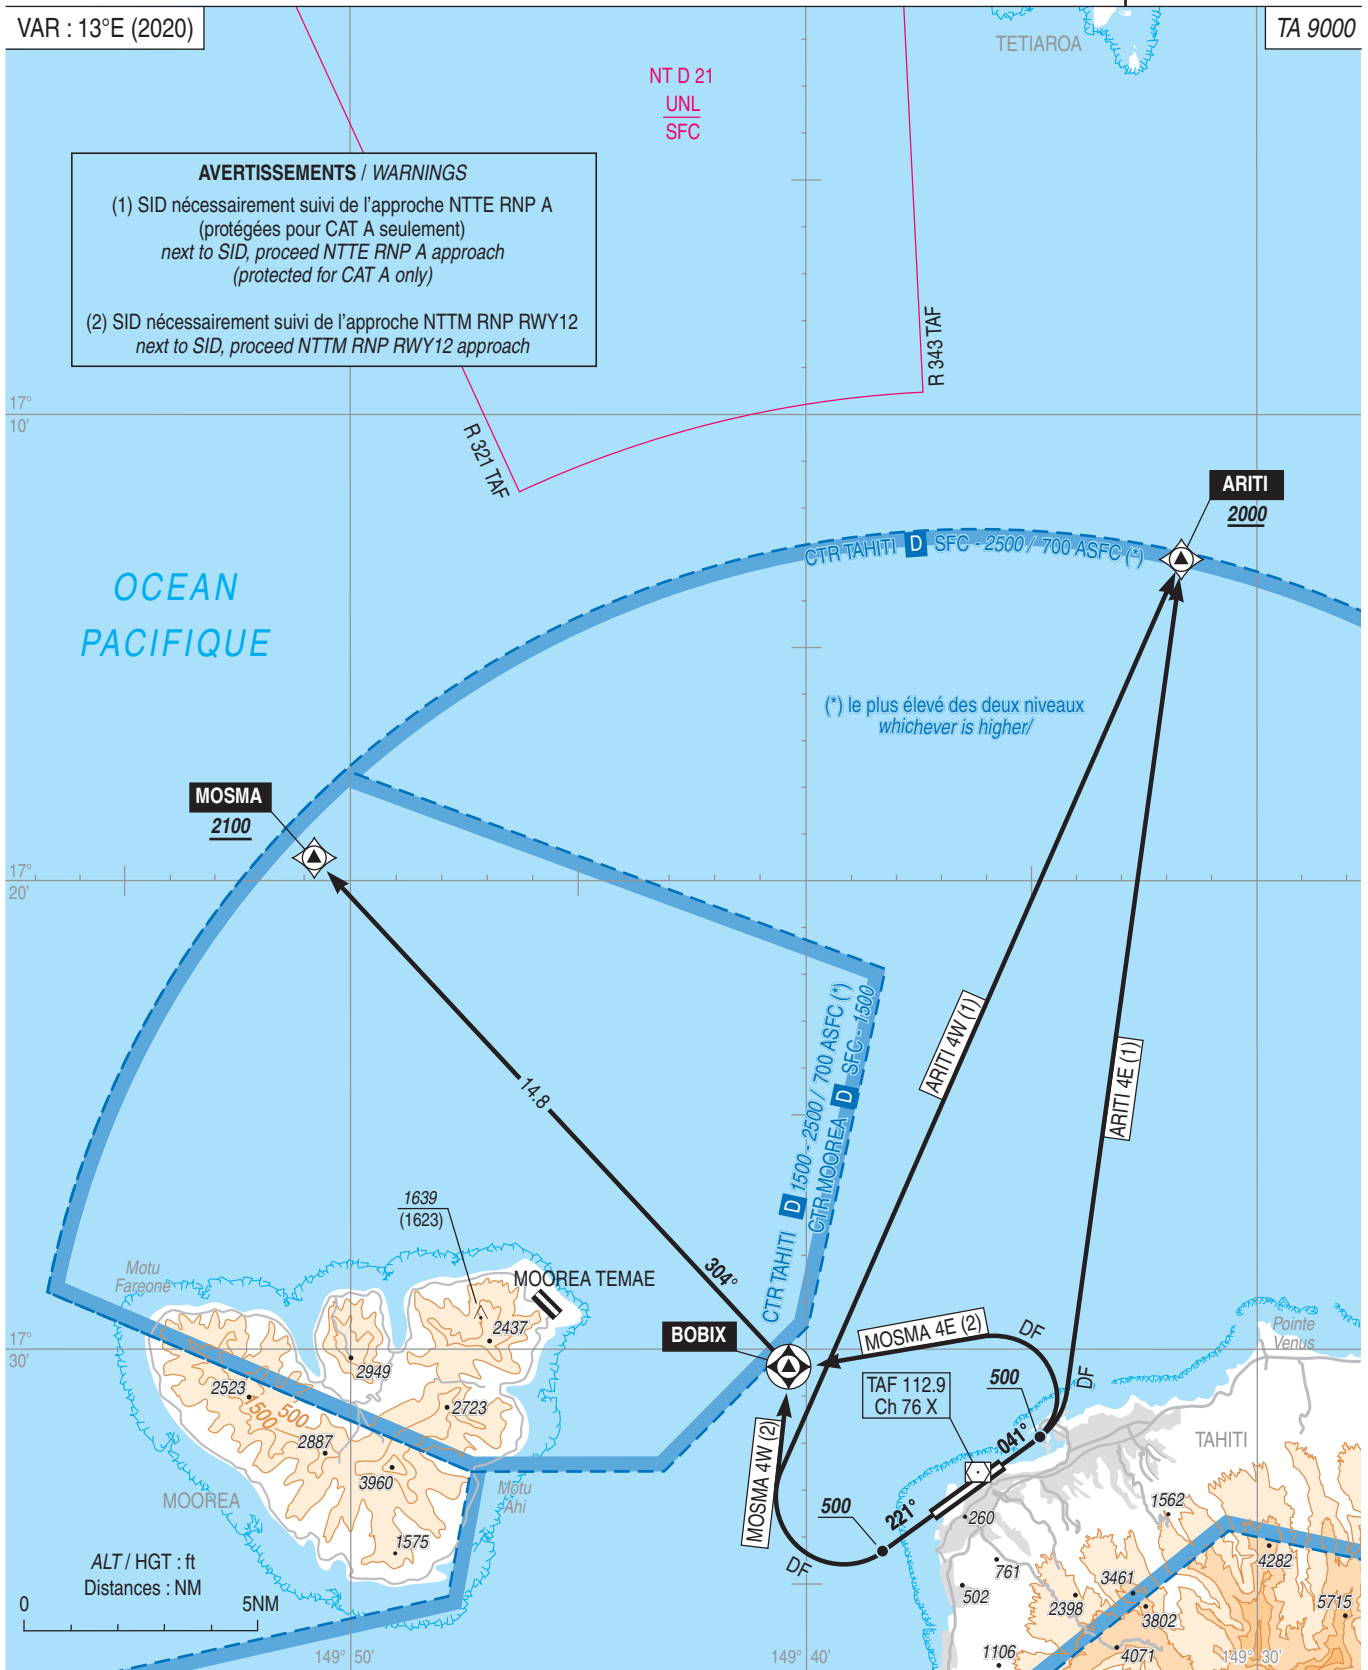 VAR : 13°E (2020)
TA 9000
TETIAROA
NT D 21
UNL
SFC
AVERTISSEMENTS / WARNINGS
(1) SID nécessairement suivi de l'approche NTTE RNP A
(protégées pour CAT A seulement)
next to SID, proceed NTTE RNP A approach
(protected for CAT A only)
(2) SID nécessairement suivi de l'approche NTTM RNP RWY12
next to SID, proceed NTTM RNP RWY12 approach
R 343 TAF
R 321 TAF
17°
10'
ARITI
2000
CTR TAHITI D SFC - 2500 / 700 ASFC (*)
OCEAN
PACIFIQUE
(*) le plus élevé des deux niveaux
whichever is higher/
MOSMA
2100
17°
20'
14.8
304°
ARITI 4W (1)
ARITI 4E (1)
CTR TAHITI D 1500 - 2500 / 700 ASFC (*)
CTR MOOREA D SFC - 1500
1639
(1623)
Motu
Fareone
MOOREA TEMAE
2437
2949
2523
1500
500
2723
2887
3960
1575
MOOREA
Motu
Ahi
17°
30'
BOBIX
MOSMA 4E (2)
DF
DF
Pointe
Venus
TAF 112.9
Ch 76 X
500
041°
TAHITI
MOSMA 4W (2)
500
221°
DF
260
1562
761
502
3461
2398
3802
4282
5715
1106
4071
ALT / HGT : ft
Distances : NM
0
5NM
149° 50'
149° 40'
149° 30'